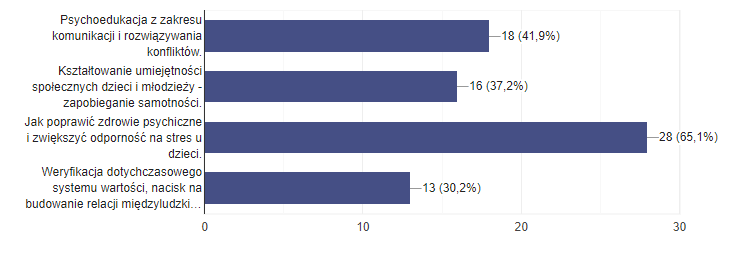 Psychoedukacja z zakresu
komunikacji i rozwiązywania
konfliktów.
18 (41,9%)
Kształtowanie umiejętności
społecznych dzieci i młodzieży -
zapobieganie samotności.
16 (37,2%)
Jak poprawić zdrowie psychiczne
i zwiększyć odporność na stres u
dzieci.
28 (65,1%)
Weryfikacja dotychczasowego
systemu wartości, nacisk na
budowanie relacji międzyludzki…
13 (30,2%)
0 10 20 30